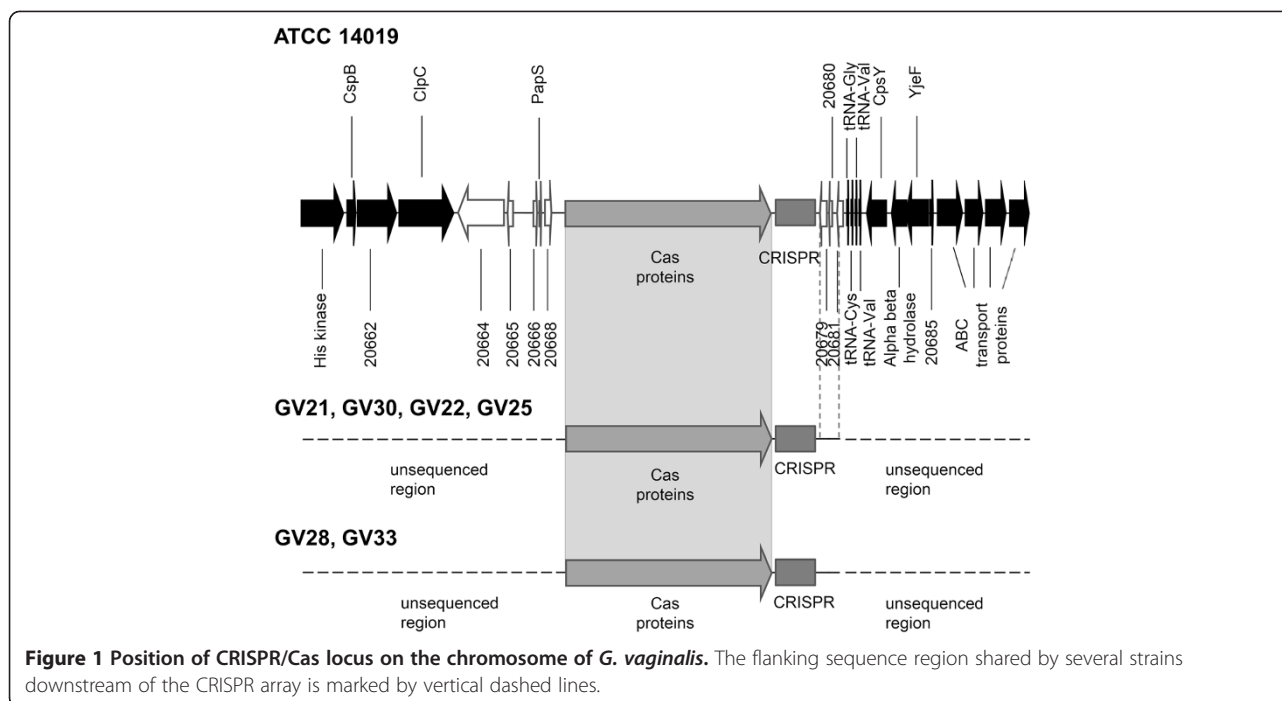 ATCC 14019
CspB
ClpC
PapS
20680
tRNA-Gly
tRNA-Val
CpsY
YjeF
Cas
proteins
CRISPR
His kinase
20662
20664
20665
20666
20668
20679
20681
tRNA-Cys
tRNA-Val
Alpha beta
hydrolase
20685
ABC
transport
proteins
GV21, GV30, GV22, GV25
unsequenced
region
Cas
proteins
CRISPR
unsequenced
region
GV28, GV33
unsequenced
region
Cas
proteins
CRISPR
unsequenced
region
Figure 1 Position of CRISPR/Cas locus on the chromosome of G. vaginalis. The flanking sequence region shared by several strains
downstream of the CRISPR array is marked by vertical dashed lines.